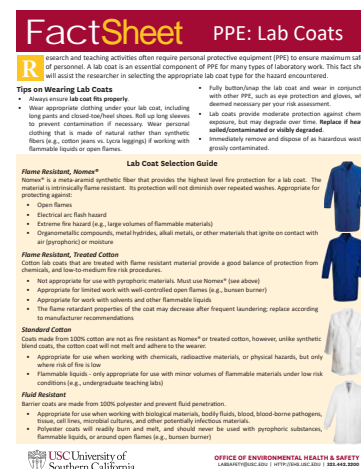 FactSheet PPE: Lab Coats
Research and teaching activities often require personal protective equipment (PPE) to ensure maximum
of personnel. A lab coat is an essential component of PPE for many types of laboratory work. This fact
will assist the researcher in selecting the appropriate lab coat type for the hazard encountered.
Tips on Wearing Lab Coats
• Always ensure lab coat fits properly.
• Wear appropriate clothing under your lab coat, including
long pants and closed-toe/heel shoes. Roll up long sleeves
to prevent contamination if necessary. Wear personal
clothing that is made of natural rather than synthetic
fibers (e.g., cotton jeans vs. Lycra leggings) if working with
flammable liquids or open flames.
• Fully button/snap the lab coat and wear in
with other PPE, such as eye protection and gloves,
deemed necessary per your risk assessment.
• Lab coats provide moderate protection against
exposure, but may degrade over time. Replace if
soiled/contaminated or visibly degraded.
• Immediately remove and dispose of as hazardous
grossly contaminated.
Lab Coat Selection Guide
Flame Resistant, Nomex®
Nomex® is a meta-aramid synthetic fiber that provides the highest level fire protection for a lab coat. The
material is intrinsically flame resistant. Its protection will not diminish over repeated washes. Appropriate for
protecting against:
• Open flames
• Electrical arc flash hazard
• Extreme fire hazard (e.g., large volumes of flammable materials)
• Organometallic compounds, metal hydrides, alkali metals, or other materials that ignite on contact with
air (pyrophoric) or moisture
Flame Resistant, Treated Cotton
Cotton lab coats that are treated with flame resistant material provide a good balance of protection from
chemicals, and low-to-medium fire risk procedures.
• Not appropriate for use with pyrophoric materials. Must use Nomex® (see above)
• Appropriate for limited work with well-controlled open flames (e.g., bunsen burner)
• Appropriate for work with solvents and other flammable liquids
• The flame retardant properties of the coat may decrease after frequent laundering; replace according
to manufacturer recommendations
Standard Cotton
Coats made from 100% cotton are not as fire resistant as Nomex® or treated cotton, however, unlike synthetic
blend coats, the cotton coat will not melt and adhere to the wearer.
• Appropriate for use when working with chemicals, radioactive materials, or physical hazards, but only
where risk of fire is low
• Flammable liquids - only appropriate for use with minor volumes of flammable materials under low risk
conditions (e.g., undergraduate teaching labs)
Fluid Resistant
Barrier coats are made from 100% polyester and prevent fluid penetration.
• Appropriate for use when working with biological materials, bodily fluids, blood, blood-borne pathogens,
tissue, cell lines, microbial cultures, and other potentially infectious materials.
• Polyester coats will readily burn and melt, and should never be used with pyrophoric substances,
flammable liquids, or around open flames (e.g., bunsen burner)
USC University of
Southern California
OFFICE OF ENVIRONMENTAL HEALTH & SAFETY
LABSAFETY@USC.EDU | HTTP://EHS.USC.EDU | 323.442.2200